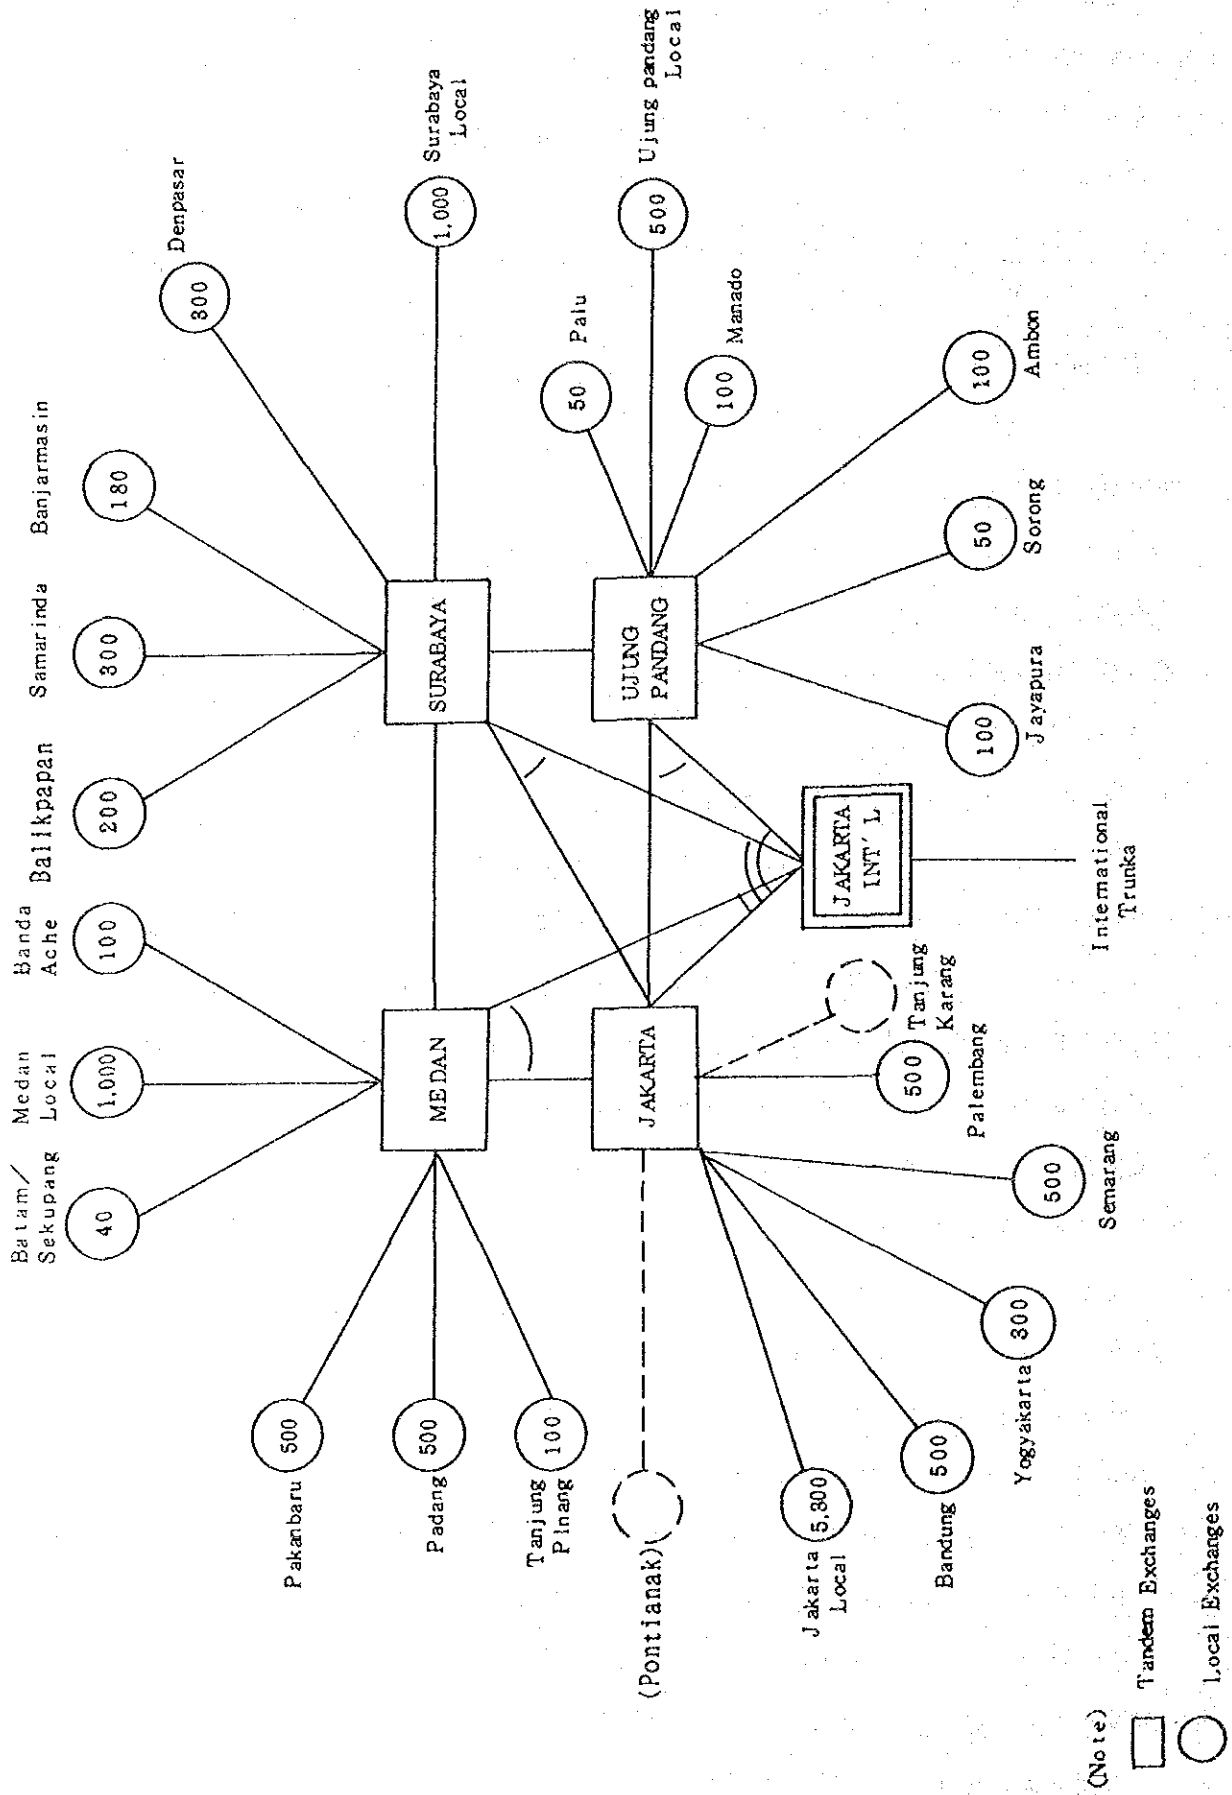 Batam/
Sekupang
40
Medan
Local
1,000
Banda
Ache
100
Balikpapan
200
Samarinda
300
Banjarmasin
180
Denpasar
300
Pakanbaru
500
Padang
500
Tanjung
Pinang
100
MEDAN
SURABAYA
1,000
Surabaya
Local
(Pontianak)
JAKARTA
UJUNG
PANDANG
50
Palu
500
Ujung pandang
Local
100
Manado
Jakarta
Local
5,300
Bandung
500
Yogyakarta
300
500
Semarang
500
Palembang
Tanjung
Karang
JAKARTA
INT'L
International
Trunka
100
Jayapura
50
Sorong
100
Ambon
(Note)
Tandem Exchanges
Local Exchanges